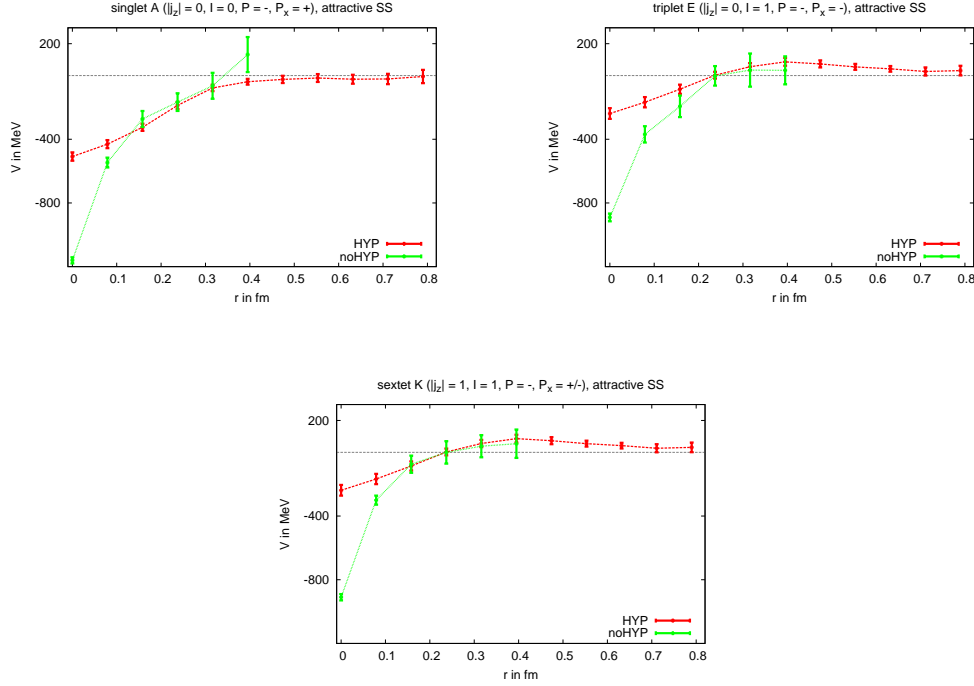 singlet A (|j_z| = 0, I = 0, P = -, P_x = +), attractive SS
200
-400
-800
V in MeV
HYP
noHYP
0 0.1 0.2 0.3 0.4 0.5 0.6 0.7 0.8
r in fm
triplet E (|j_z| = 0, I = 1, P = -, P_x = -), attractive SS
200
-400
-800
V in MeV
HYP
noHYP
0 0.1 0.2 0.3 0.4 0.5 0.6 0.7 0.8
r in fm
sextet K (|j_z| = 1, I = 1, P = -, P_x = +/-), attractive SS
200
-400
-800
V in MeV
HYP
noHYP
0 0.1 0.2 0.3 0.4 0.5 0.6 0.7 0.8
r in fm